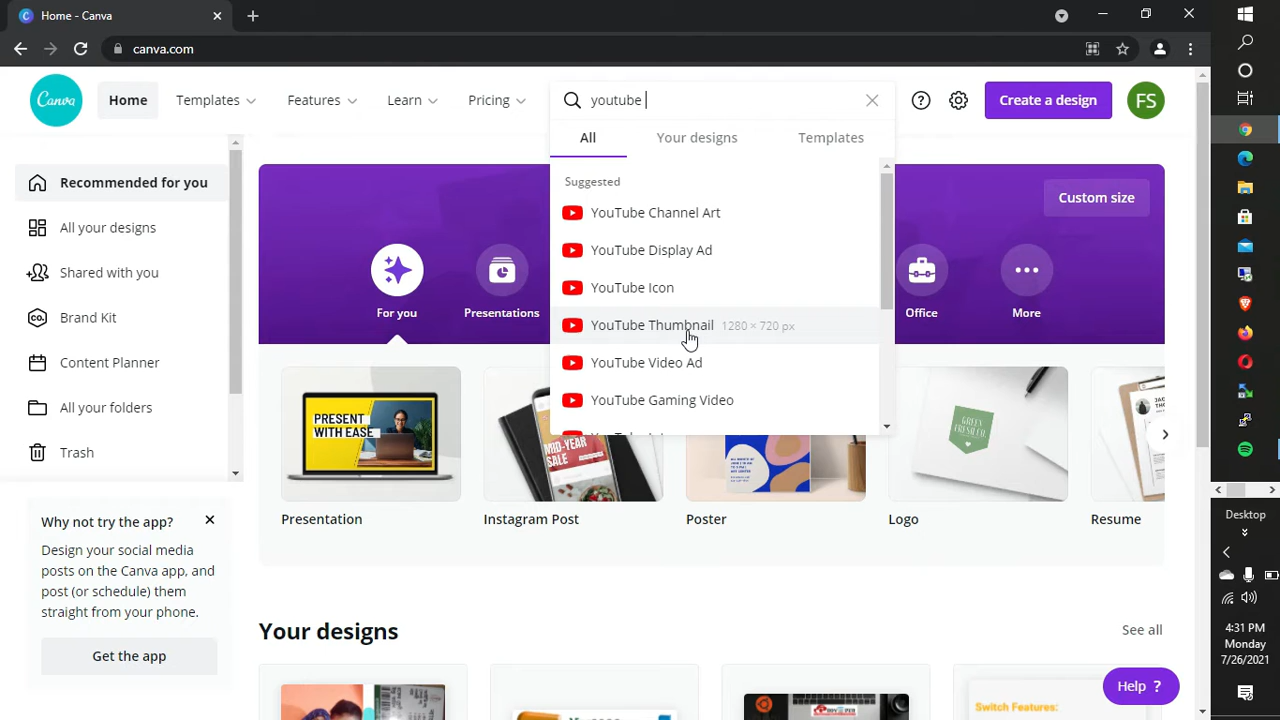 Home - Canva
canva.com
Canva
Home
Templates
Features
Learn
Pricing
youtube
Create a design
FS
All
Your designs
Templates
Suggested
YouTube Channel Art
YouTube Display Ad
YouTube Icon
YouTube Thumbnail 1280 × 720 px
YouTube Video Ad
YouTube Gaming Video
Recommended for you
All your designs
Shared with you
Brand Kit
Content Planner
All your folders
Trash
Custom size
For you
Presentations
Office
More
PRESENT
WITH EASE
MID-YEAR
SALE
GREEN
Presentation
Instagram Post
Poster
Logo
Resume
Why not try the app?
Design your social media
posts on the Canva app, and
post (or schedule) them
straight from your phone.
Get the app
Your designs
See all
Switch Features:
Help ?
Desktop
4:31 PM
Monday
7/26/2021